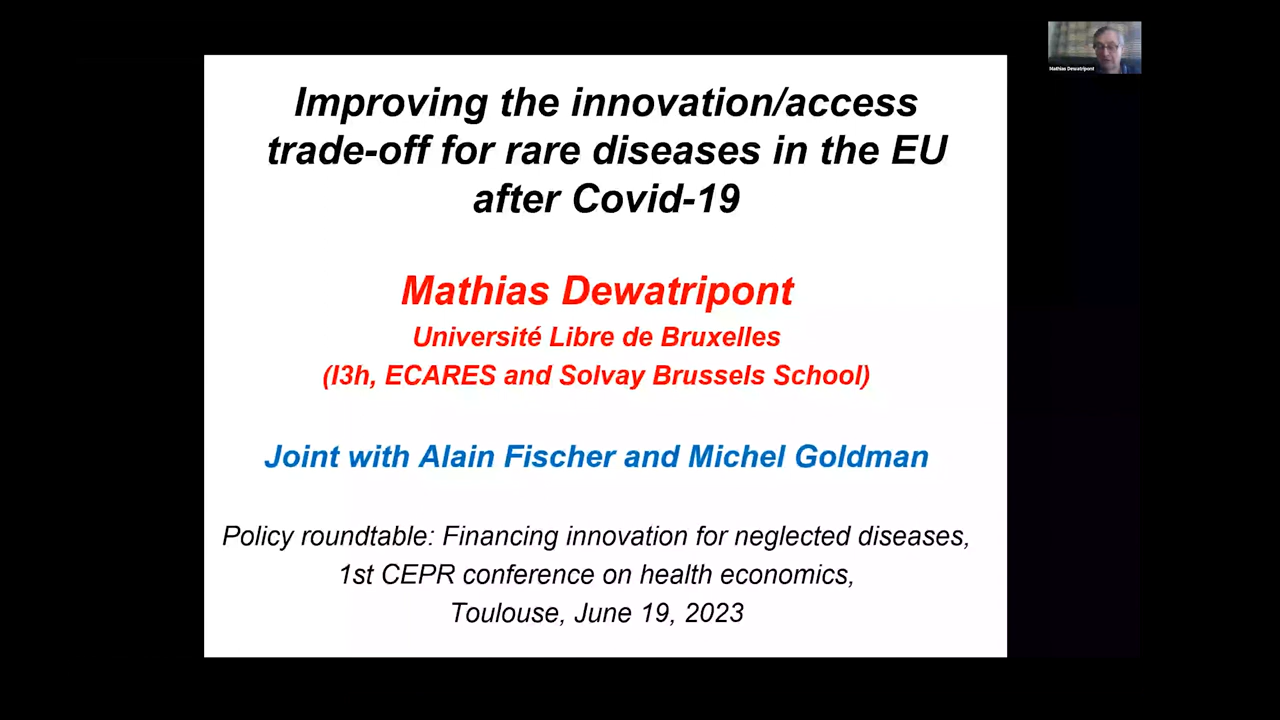 Improving the innovation/access
trade-off for rare diseases in the EU
after Covid-19
Mathias Dewatripont
Université Libre de Bruxelles
(I3h, ECARES and Solvay Brussels School)
Joint with Alain Fischer and Michel Goldman
Policy roundtable: Financing innovation for neglected diseases,
1st CEPR conference on health economics,
Toulouse, June 19, 2023
Mathias Dewatripont